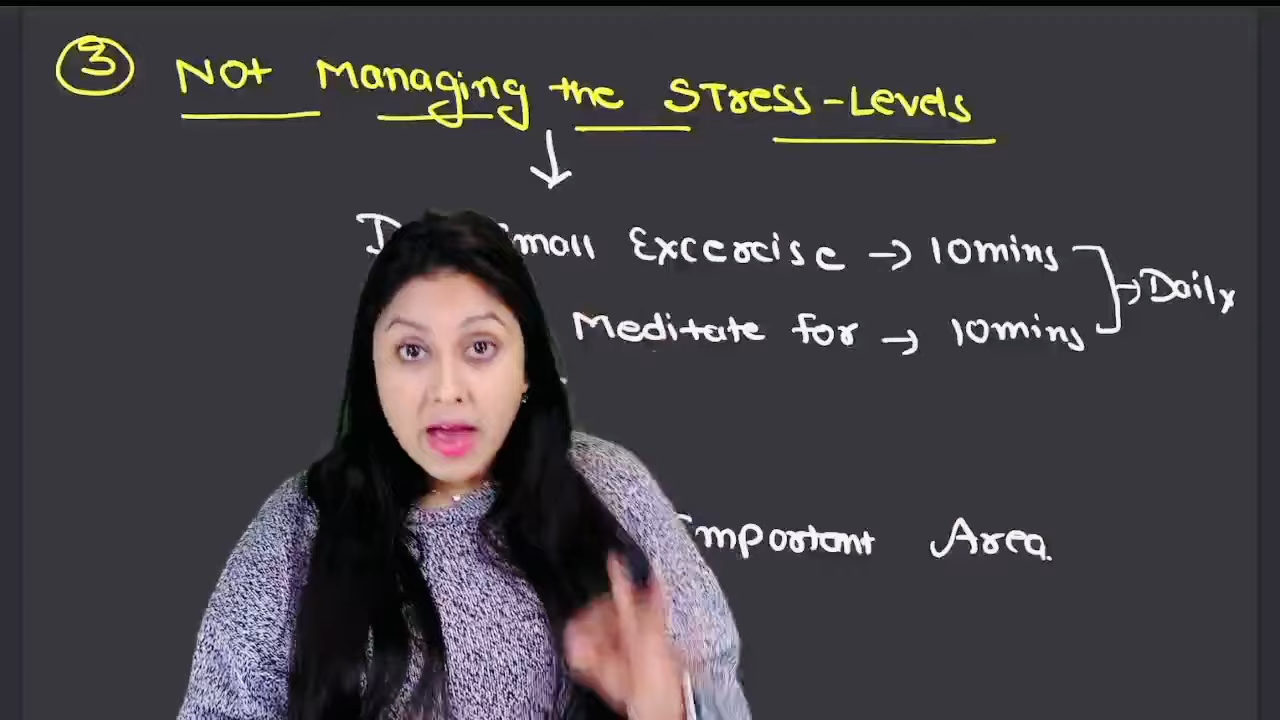 3 Not Managing the Stress-Levels
Small Excercise → 10mins
Daily
Meditate for → 10mins
Important Area.